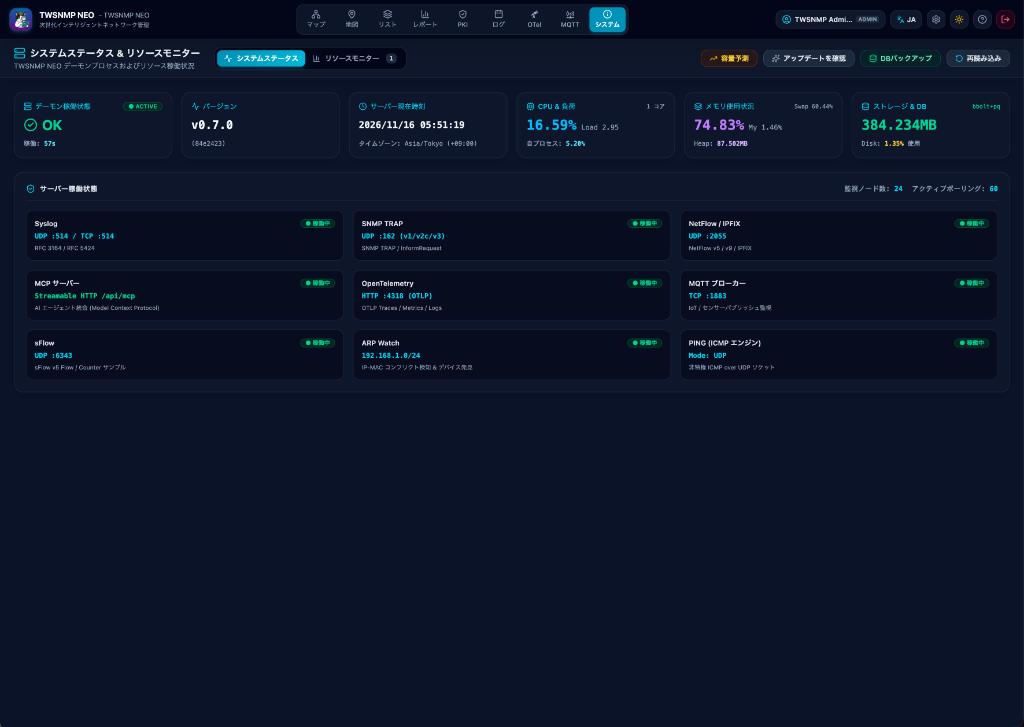 TWSNMP NEO – TWSNMP NEO
次世代インテリジェントネットワーク管理
マップ 地図 リスト レポート PKI ログ OTel MQTT システム
TWSNMP Admi... ADMIN JA
システムステータス & リソースモニター
TWSNMP NEO デーモンプロセスおよびリソース稼働状況
システムステータス リソースモニター 1
容量予測 アップデートを確認 DBバックアップ 再読み込み
デーモン稼働状態 ACTIVE
OK
稼働: 57s
バージョン
v0.7.0
(84e2423)
サーバー現在時刻
2026/11/16 05:51:19
タイムゾーン: Asia/Tokyo (+09:00)
CPU & 負荷 1 コア
16.59% Load 2.95
自プロセス: 5.20%
メモリ使用状況 Swap 60.44%
74.83% My 1.46%
Heap: 87.502MB
ストレージ & DB bbolt+pq
384.234MB
Disk: 1.35% 使用
サーバー稼働状態 監視ノード数: 24 アクティブポーリング: 60
Syslog 稼働中
UDP :514 / TCP :514
RFC 3164 / RFC 5424
SNMP TRAP 稼働中
UDP :162 (v1/v2c/v3)
SNMP TRAP / InformRequest
NetFlow / IPFIX 稼働中
UDP :2055
NetFlow v5 / v9 / IPFIX
MCP サーバー 稼働中
Streamable HTTP /api/mcp
AI エージェント統合 (Model Context Protocol)
OpenTelemetry 稼働中
HTTP :4318 (OTLP)
OTLP Traces / Metrics / Logs
MQTT ブローカー 稼働中
TCP :1883
IoT / センサーパブリッシュ監視
sFlow 稼働中
UDP :6343
sFlow v5 Flow / Counter サンプル
ARP Watch 稼働中
192.168.1.0/24
IP-MAC コンフリクト検知 & デバイス発見
PING (ICMP エンジン) 稼働中
Mode: UDP
非特権 ICMP over UDP ソケット